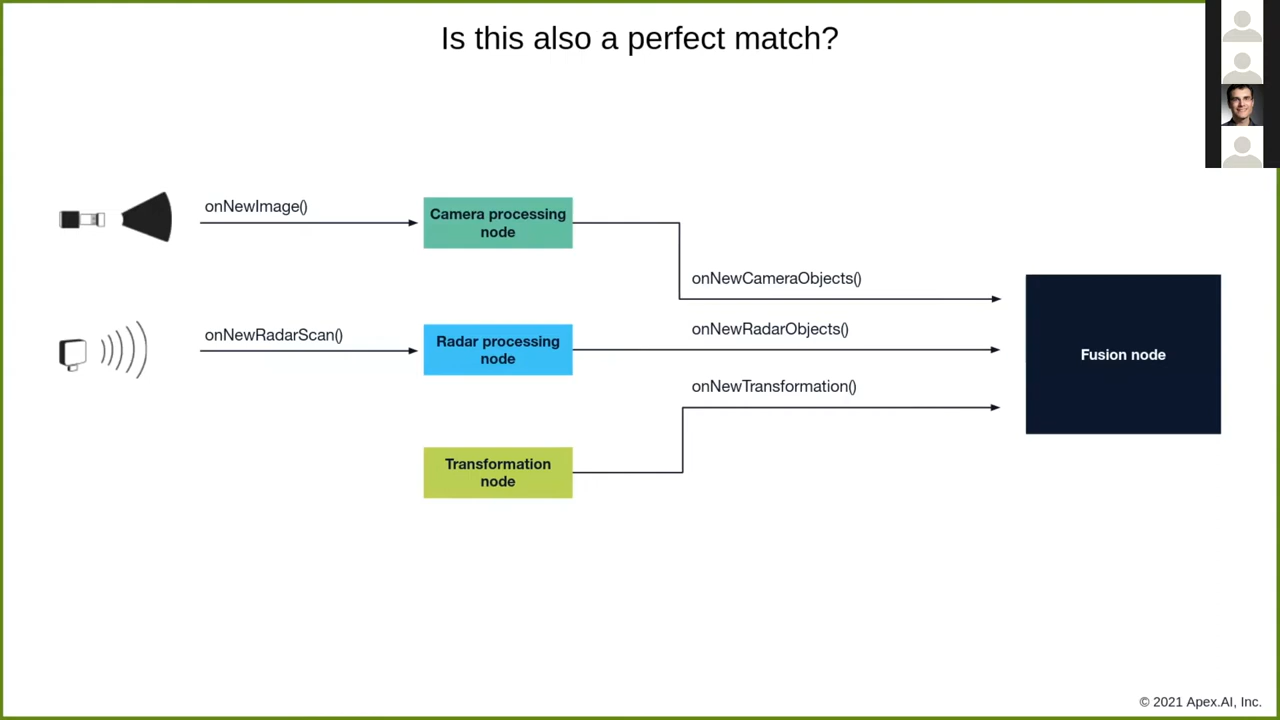 Is this also a perfect match?
onNewImage()
Camera processing
node
onNewCameraObjects()
onNewRadarScan()
Radar processing
node
onNewRadarObjects()
Fusion node
onNewTransformation()
Transformation
node
© 2021 Apex.AI, Inc.